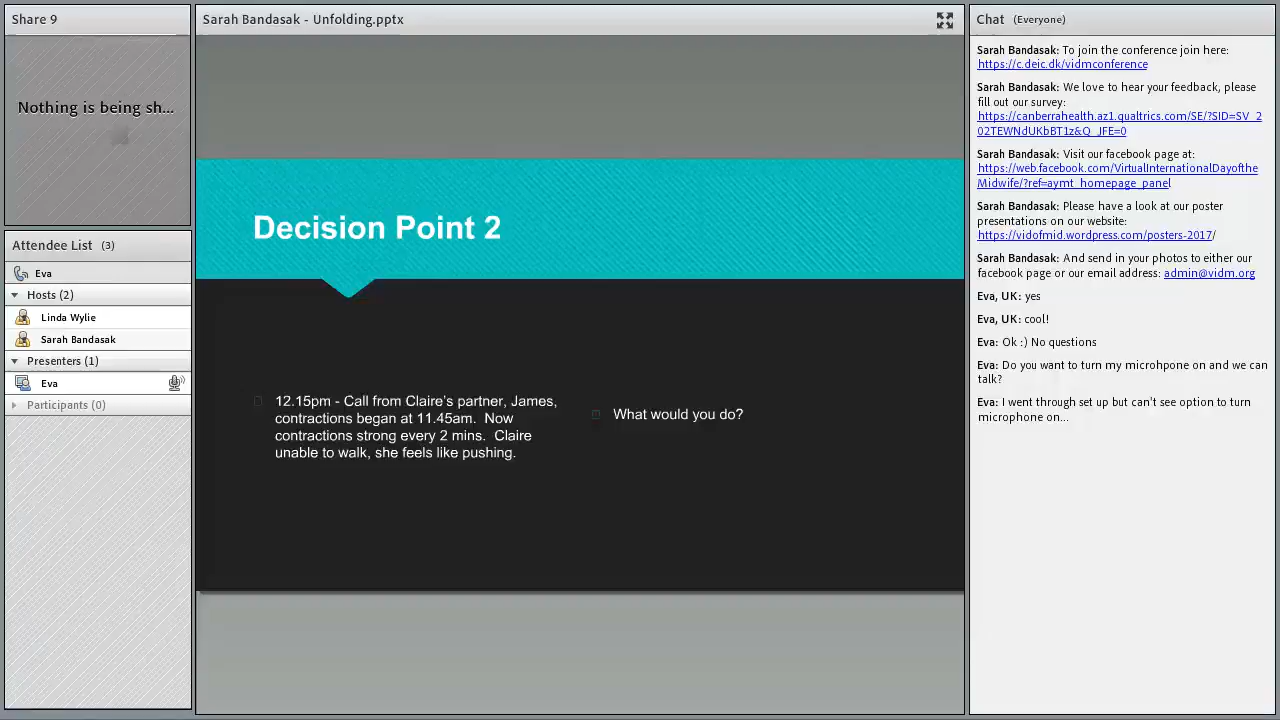 Share 9
Nothing is being sh...
Attendee List (3)
Eva
Hosts (2)
Linda Wylie
Sarah Bandasak
Presenters (1)
Eva
Participants (0)
Sarah Bandasak - Unfolding.pptx
Decision Point 2
12.15pm - Call from Claire's partner, James,
contractions began at 11.45am. Now
contractions strong every 2 mins. Claire
unable to walk, she feels like pushing.
What would you do?
Chat (Everyone)
Sarah Bandasak: To join the conference join here:
https://c.deic.dk/vidmconference
Sarah Bandasak: We love to hear your feedback, please
fill out our survey:
https://canberrahealth.az1.qualtrics.com/SE/?SID=SV_2
02TEWNdUKbBT1z&Q_JFE=0
Sarah Bandasak: Visit our facebook page at:
https://web.facebook.com/VirtualInternationalDayofthe
Midwife/?ref=aymt_homepage_panel
Sarah Bandasak: Please have a look at our poster
presentations on our website:
https://vidofmid.wordpress.com/posters-2017/
Sarah Bandasak: And send in your photos to either our
facebook page or our email address: admin@vidm.org
Eva, UK: yes
Eva, UK: cool!
Eva: Ok :) No questions
Eva: Do you want to turn my microhpone on and we can
talk?
Eva: I went through set up but can't see option to turn
microphone on...